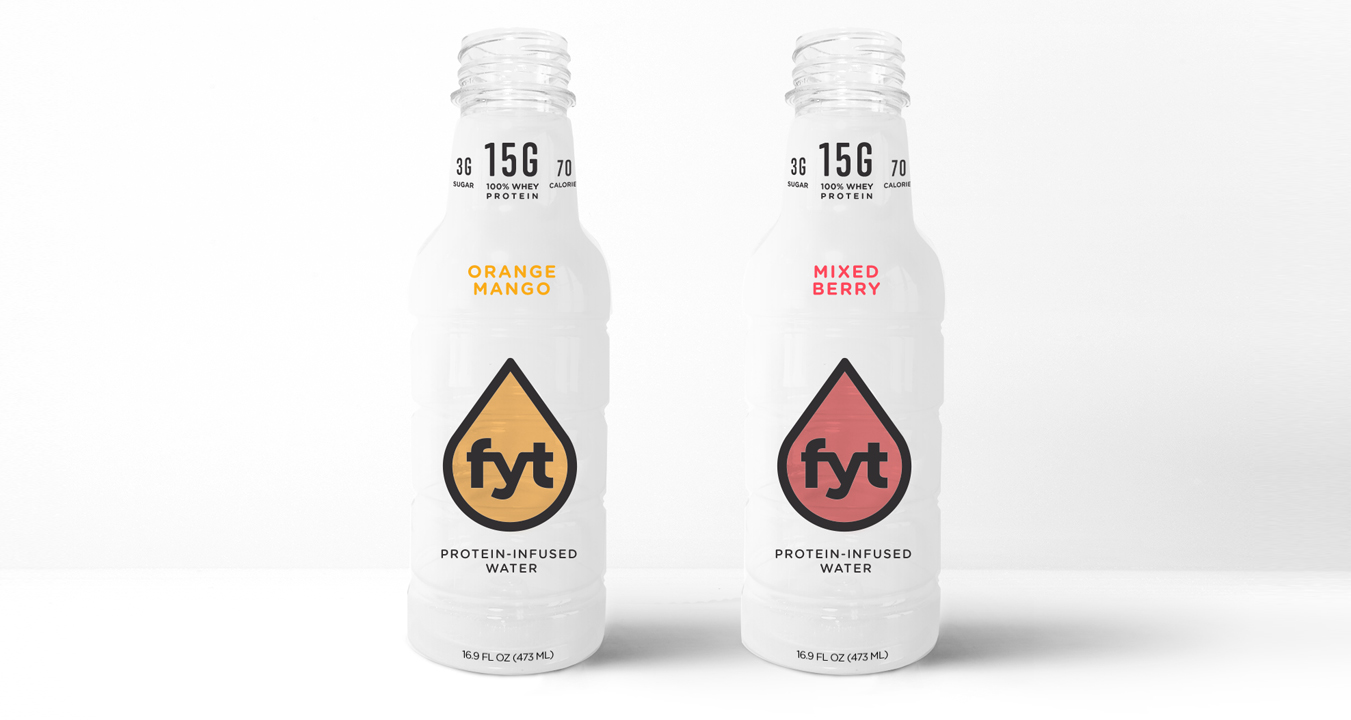 3G 15G 70
SUGAR 100% WHEY CALORIE
PROTEIN
ORANGE
MANGO
fyt
PROTEIN-INFUSED
WATER
16.9 FL OZ (473 ML)
3G 15G 70
SUGAR 100% WHEY CALORIE
PROTEIN
MIXED
BERRY
fyt
PROTEIN-INFUSED
WATER
16.9 FL OZ (473 ML)